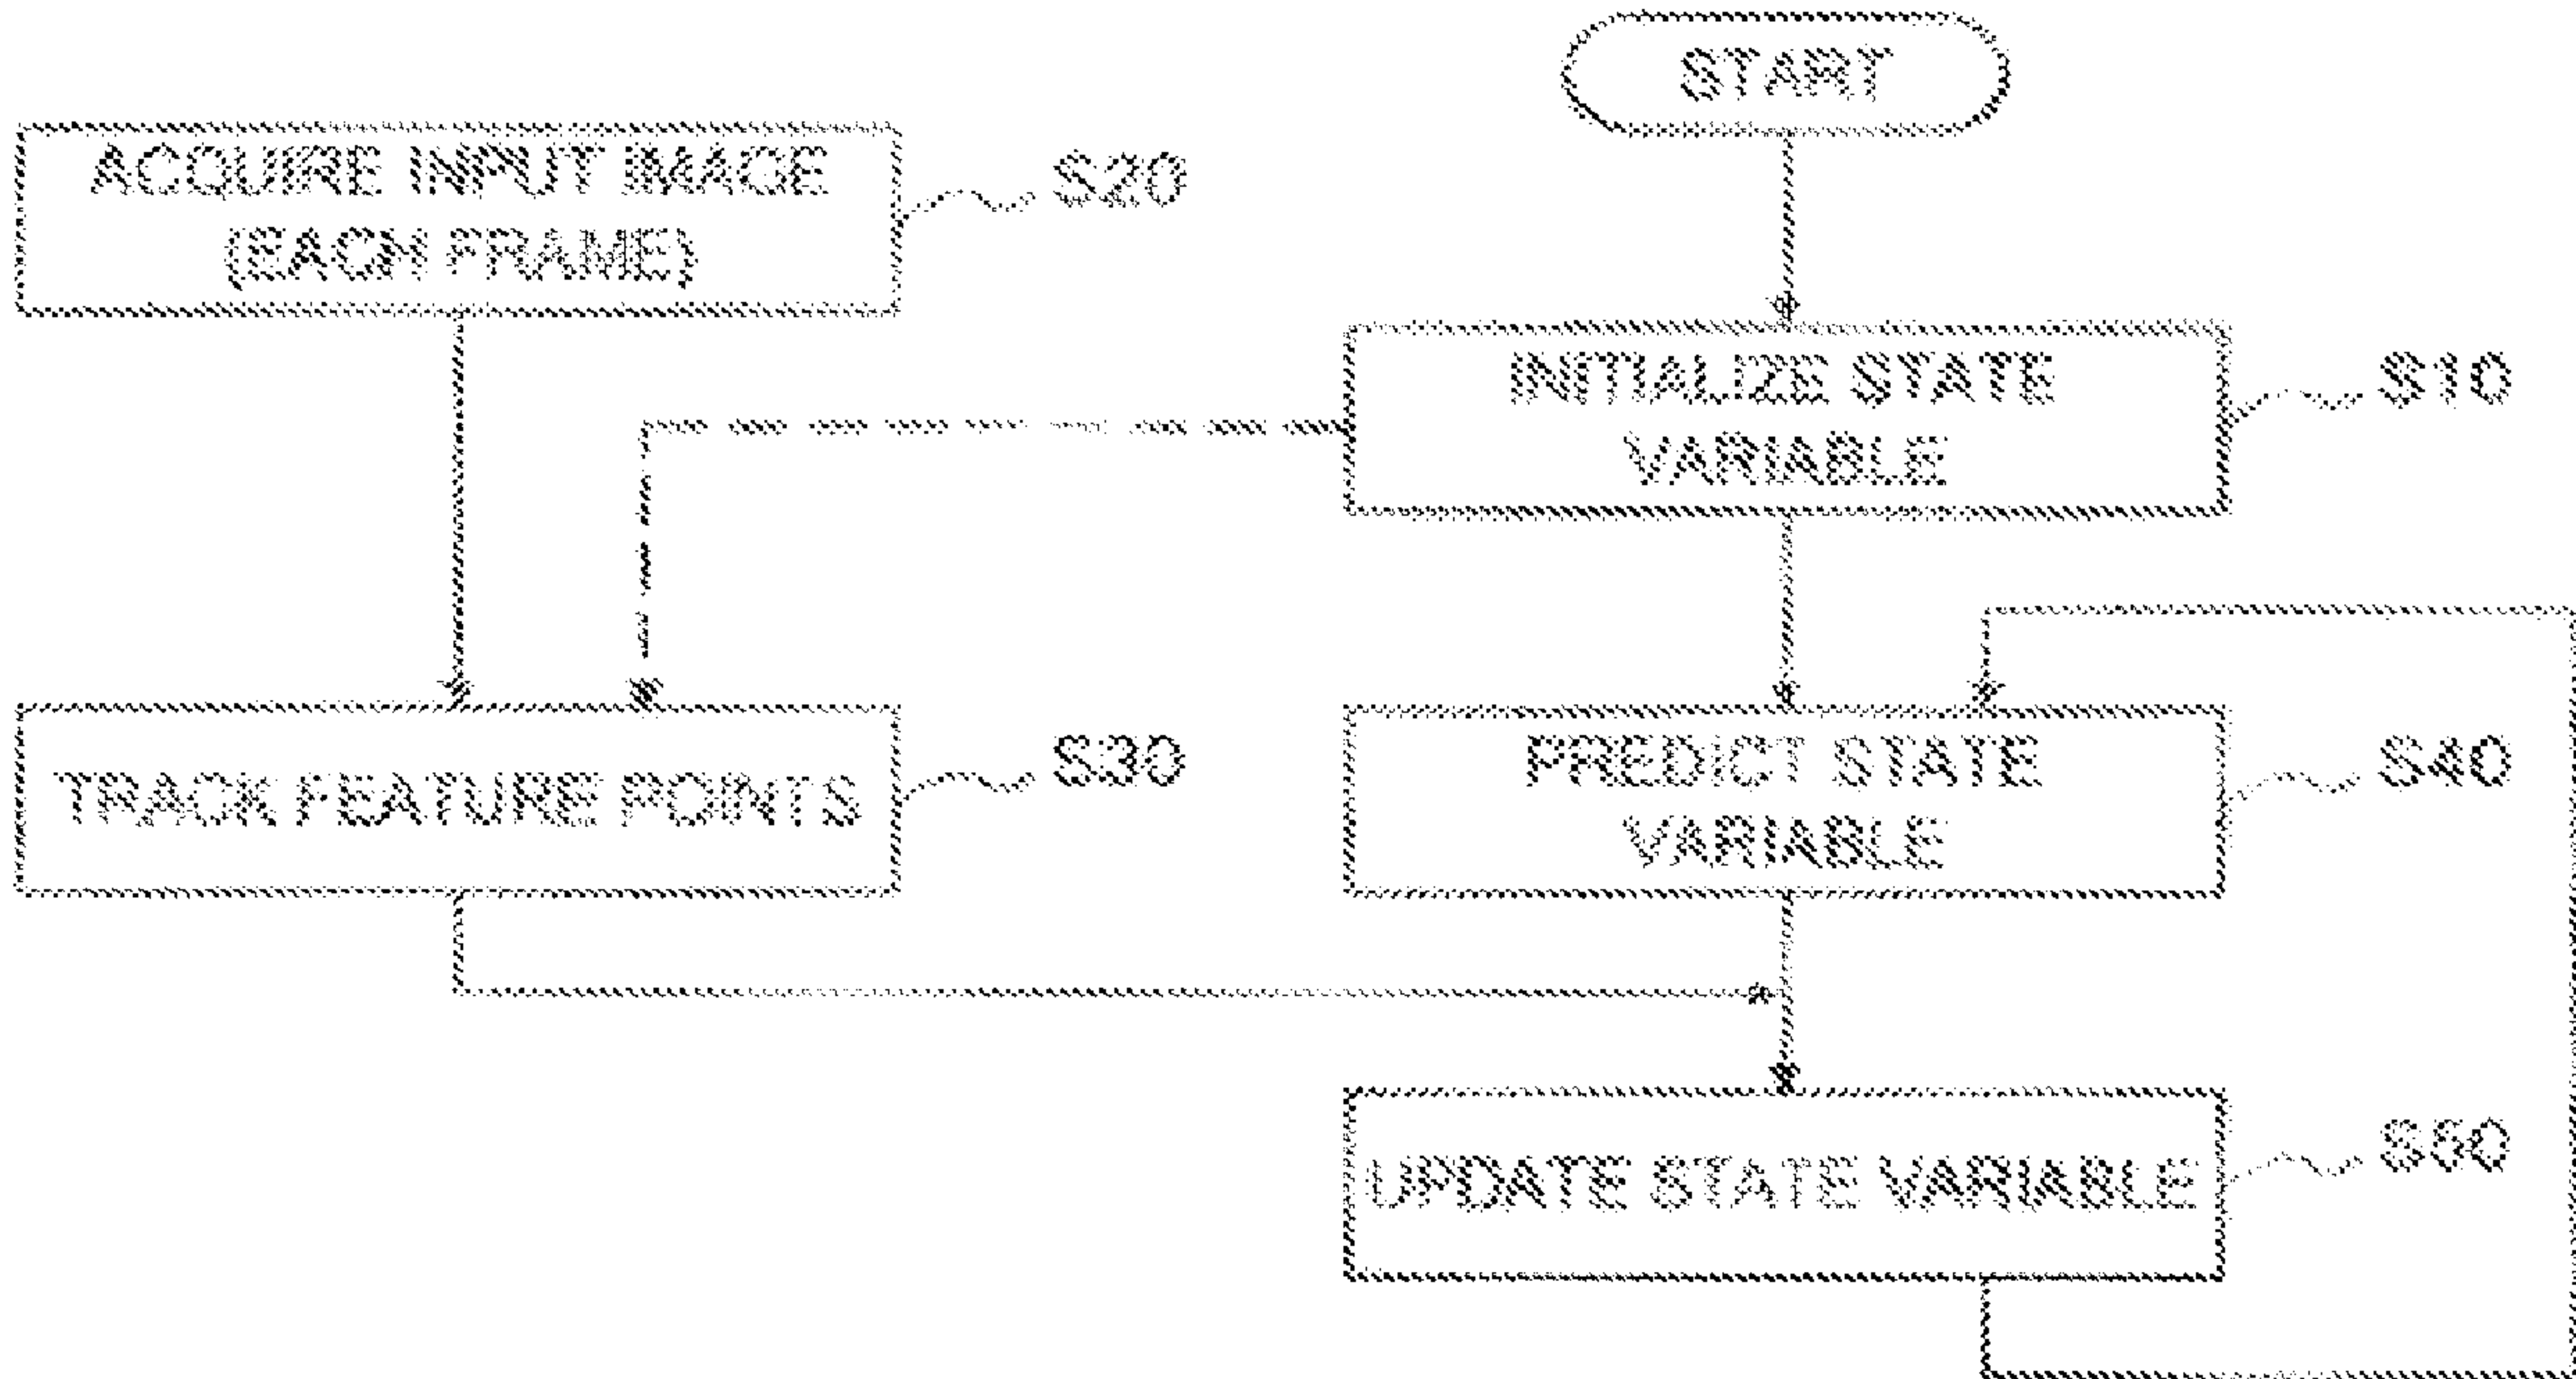 START
ACQUIRE INPUT IMAGE
(EACH FRAME)
S20
INITIALIZE STATE
VARIABLE
S10
TRACK FEATURE POINTS
S30
PREDICT STATE
VARIABLE
S40
UPDATE STATE VARIABLE
S50